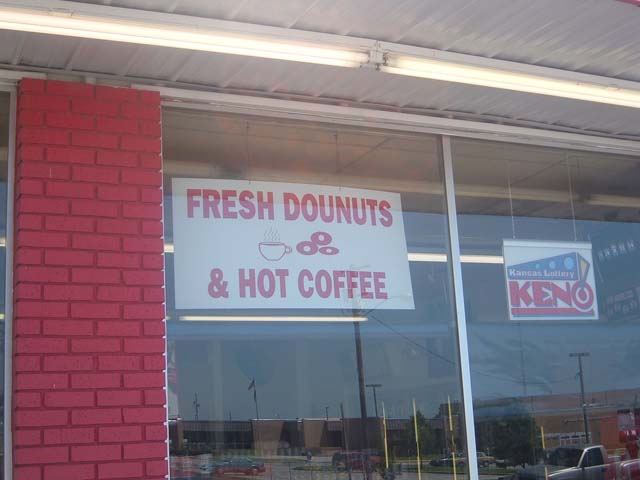 FRESH DOUNUTS
& HOT COFFEE
Kansas Lottery
KENO